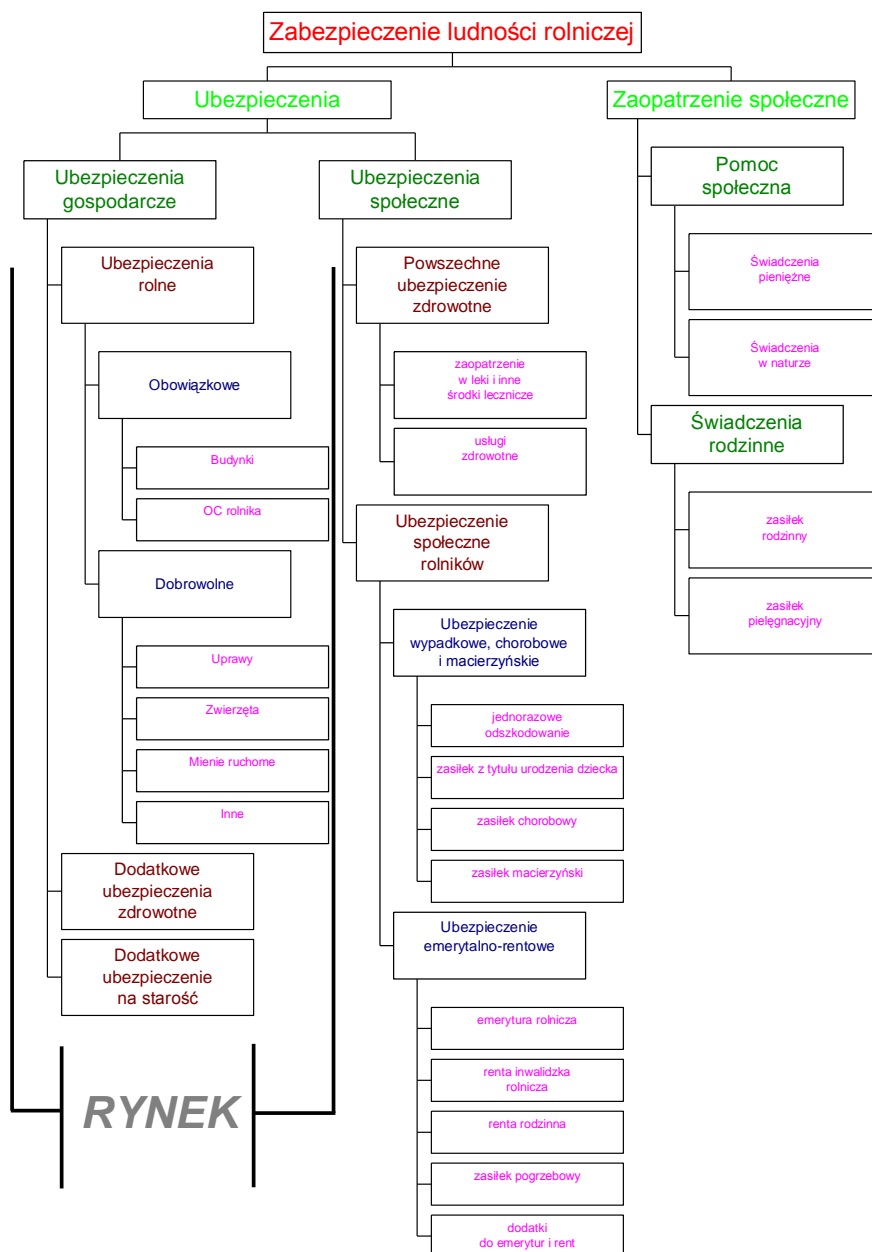 Zabezpieczenie ludności rolniczej
Ubezpieczenia
Ubezpieczenia
gospodarcze
Ubezpieczenia
rolne
Obowiązkowe
Budynki
OC rolnika
Dobrowolne
Uprawy
Zwierzęta
Mienie ruchome
Inne
Dodatkowe
ubezpieczenia
zdrowotne
Dodatkowe
ubezpieczenie
na starość
RYNEK
Ubezpieczenia
społeczne
Powszechne
ubezpieczenie
zdrowotne
zaopatrzenie
w leki i inne
środki lecznicze
usługi
zdrowotne
Ubezpieczenie
społeczne
rolników
Ubezpieczenie
wypadkowe, chorobowe
i macierzyńskie
jednorazowe
odszkodowanie
zasiłek z tytułu urodzenia dziecka
zasiłek chorobowy
zasiłek macierzyński
Ubezpieczenie
emerytalno-rentowe
emerytura rolnicza
renta inwalidzka
rolnicza
renta rodzinna
zasiłek pogrzebowy
dodatki
do emerytur i rent
Zaopatrzenie społeczne
Pomoc
społeczna
Świadczenia
pieniężne
Świadczenia
w naturze
Świadczenia
rodzinne
zasiłek
rodzinny
zasiłek
pielęgnacyjny